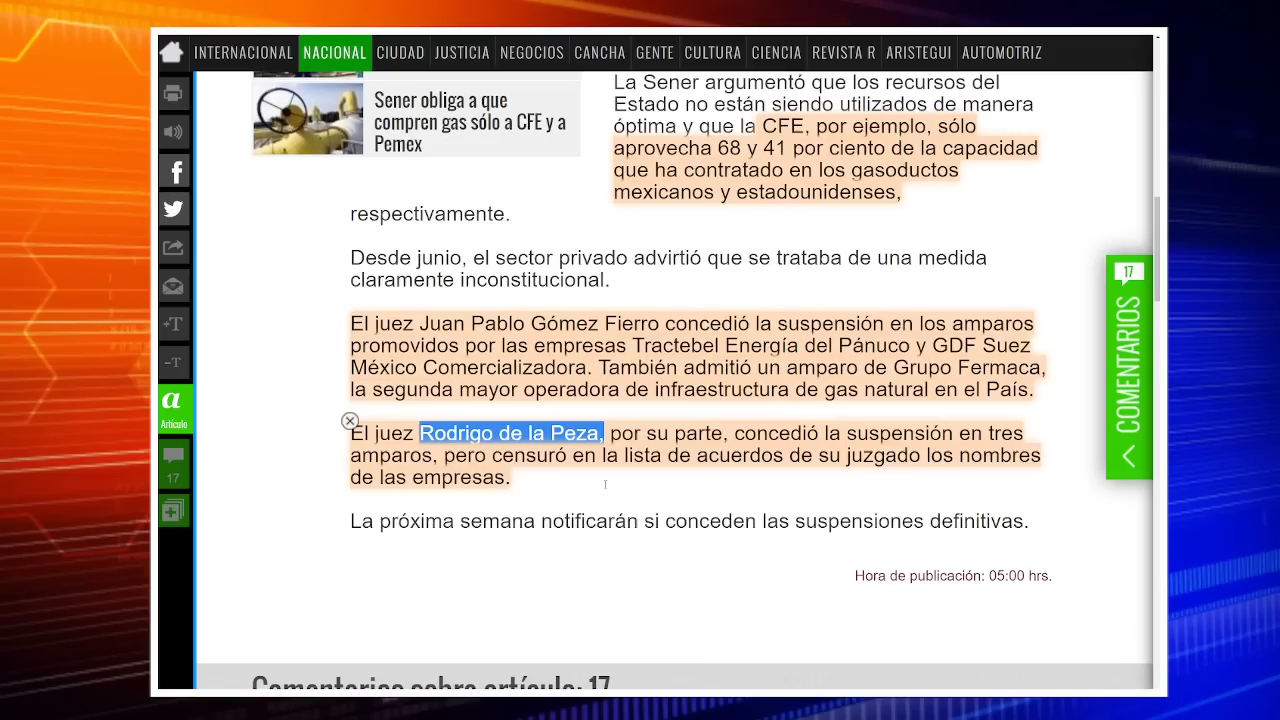 INTERNACIONAL NACIONAL CIUDAD JUSTICIA NEGOCIOS CANCHA GENTE CULTURA CIENCIA REVISTA R ARISTEGUI AUTOMOTRIZ
Sener obliga a que
compren gas sólo a CFE y a
Pemex
La Sener argumentó que los recursos del
Estado no están siendo utilizados de manera
óptima y que la CFE, por ejemplo, sólo
aprovecha 68 y 41 por ciento de la capacidad
que ha contratado en los gasoductos
mexicanos y estadounidenses,
respectivamente.
Desde junio, el sector privado advirtió que se trataba de una medida
claramente inconstitucional.
El juez Juan Pablo Gómez Fierro concedió la suspensión en los amparos
promovidos por las empresas Tractebel Energía del Pánuco y GDF Suez
México Comercializadora. También admitió un amparo de Grupo Fermaca,
la segunda mayor operadora de infraestructura de gas natural en el País.
El juez Rodrigo de la Peza, por su parte, concedió la suspensión en tres
amparos, pero censuró en la lista de acuerdos de su juzgado los nombres
de las empresas.
La próxima semana notificarán si conceden las suspensiones definitivas.
Hora de publicación: 05:00 hrs.
Comentarios sobre artículo: 17
+T
-T
a
Artículo
17
17
COMENTARIOS